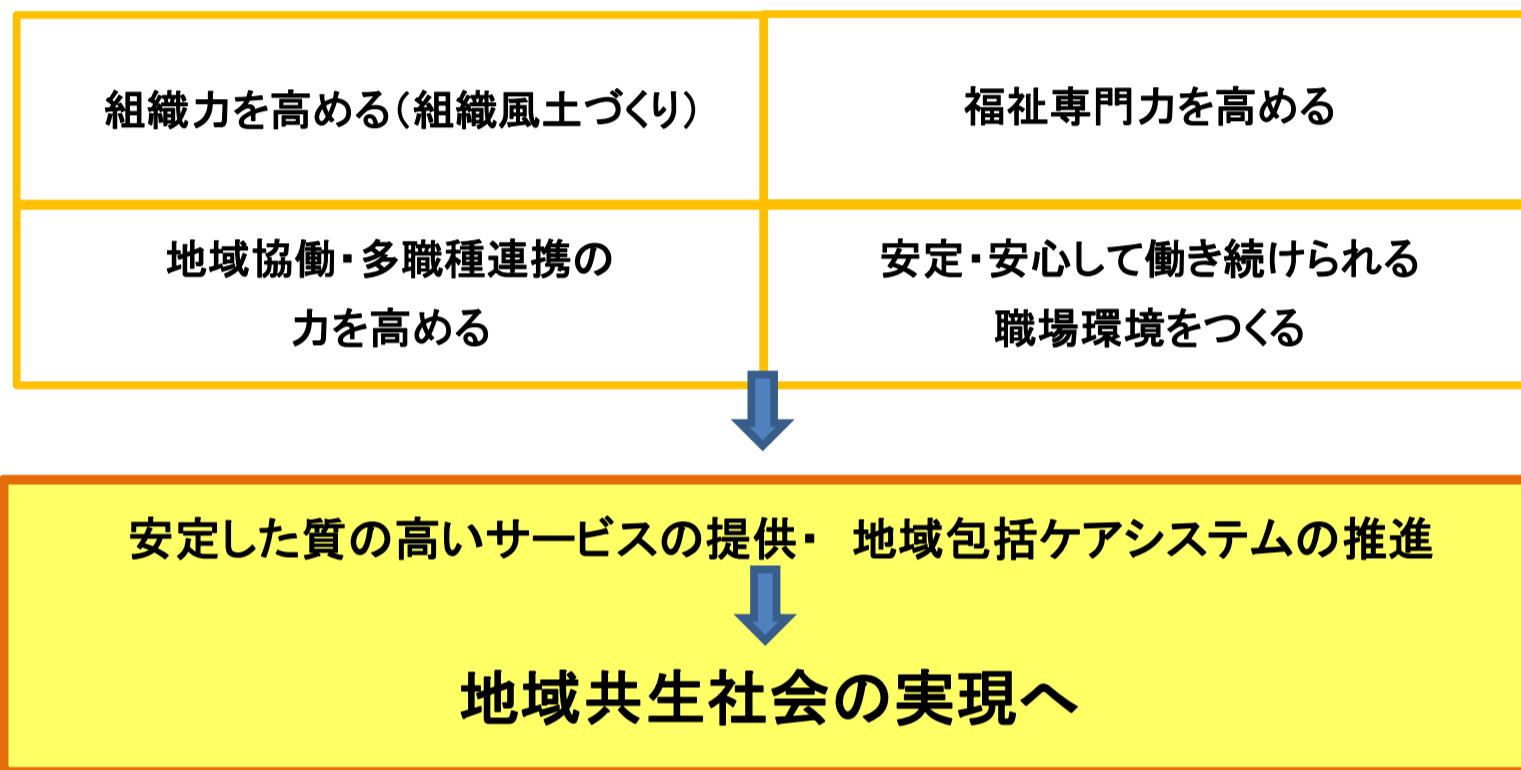 組織力を高める(組織風土づくり)
福祉専門力を高める
地域協働・多職種連携の
力を高める
安定・安心して働き続けられる
職場環境をつくる
安定した質の高いサービスの提供・ 地域包括ケアシステムの推進
地域共生社会の実現へ